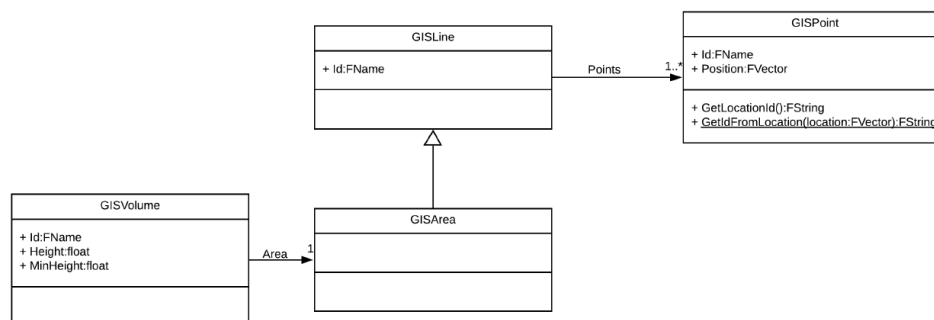 GISLine
+ Id:FName
Points
1..*
GISPoint
+ Id:FName
+ Position:FVector
+ GetLocationId():FString
+ GetIdFromLocation(location:FVector):FString
GISVolume
+ Id:FName
+ Height:float
+ MinHeight:float
Area
1
GISArea